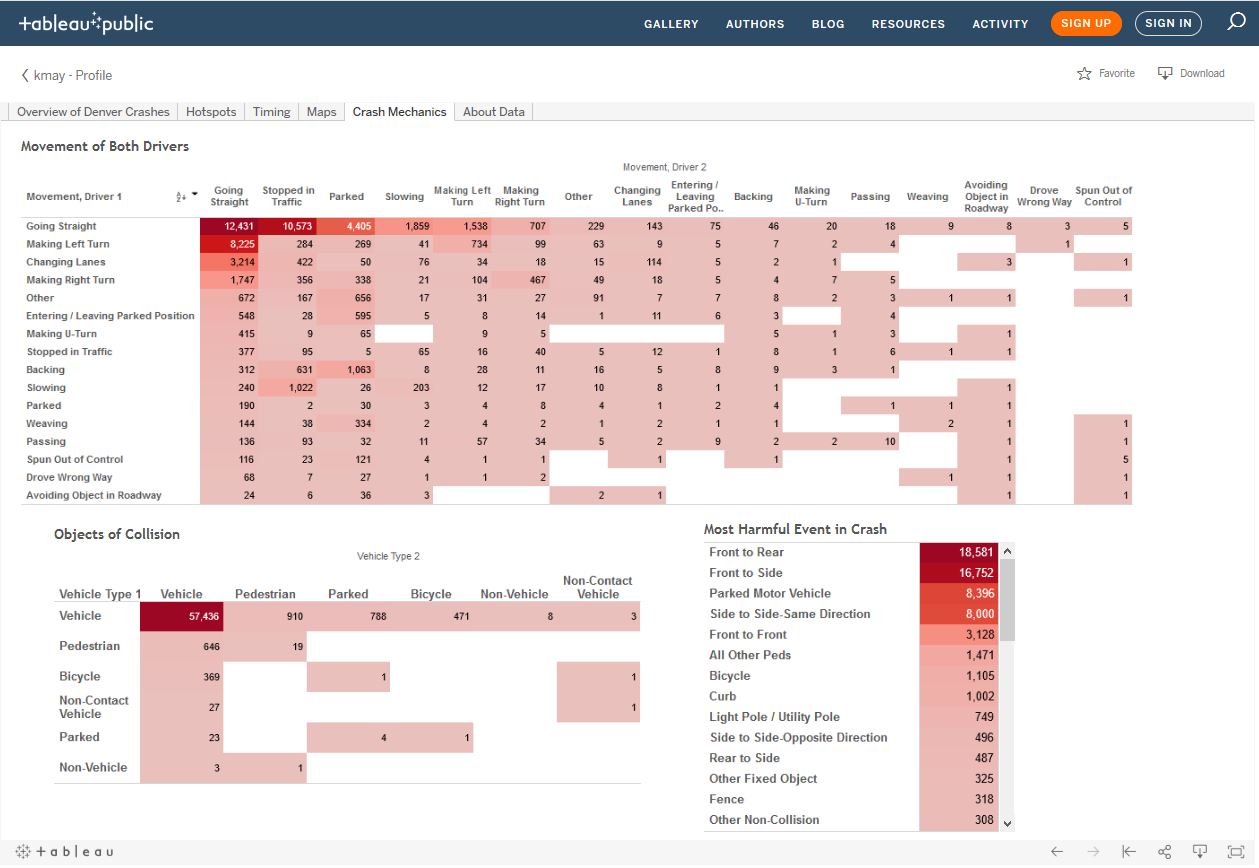 +ableau+public
GALLERY AUTHORS BLOG RESOURCES ACTIVITY SIGN UP SIGN IN
kmay - Profile
Favorite Download
Overview of Denver Crashes Hotspots Timing Maps Crash Mechanics About Data
Movement of Both Drivers
Movement, Driver 2
Movement, Driver 1 Going Straight Stopped in Traffic Parked Slowing Making Left Turn Making Right Turn Other Changing Lanes Entering / Leaving Parked Po.. Backing Making U-Turn Passing Weaving Avoiding Object in Roadway Drove Wrong Way Spun Out of Control
Going Straight 12,431 10,573 4,405 1,859 1,538 707 229 143 75 46 20 18 9 8 3 5
Making Left Turn 8,225 284 269 41 734 99 63 9 5 7 2 4 1
Changing Lanes 3,214 422 50 76 34 18 15 114 5 2 1 3 1
Making Right Turn 1,747 356 338 21 104 467 49 18 5 4 7 5
Other 672 167 656 17 31 27 91 7 7 8 2 3 1 1 1
Entering / Leaving Parked Position 548 28 595 5 8 14 1 11 6 3 4
Making U-Turn 415 9 65 9 5 5 1 3 1
Stopped in Traffic 377 95 5 65 16 40 5 12 1 8 1 6 1 1
Backing 312 631 1,063 8 28 11 16 5 8 9 3 1
Slowing 240 1,022 26 203 12 17 10 8 1 1 1
Parked 190 2 30 3 4 8 4 1 2 4 1 1 1
Weaving 144 38 334 2 4 2 1 2 1 1 2 1 1
Passing 136 93 32 11 57 34 5 2 9 2 2 10 1 1
Spun Out of Control 116 23 121 4 1 1 1 1 1 5
Drove Wrong Way 68 7 27 1 1 2 1 1 1
Avoiding Object in Roadway 24 6 36 3 2 1 1 1
Objects of Collision
Vehicle Type 2
Vehicle Type 1 Vehicle Pedestrian Parked Bicycle Non-Vehicle Non-Contact Vehicle
Vehicle 57,436 910 788 471 8 3
Pedestrian 646 19
Bicycle 369 1 1
Non-Contact Vehicle 27 1
Parked 23 4 1
Non-Vehicle 3 1
Most Harmful Event in Crash
Front to Rear 18,581
Front to Side 16,752
Parked Motor Vehicle 8,396
Side to Side-Same Direction 8,000
Front to Front 3,128
All Other Peds 1,471
Bicycle 1,105
Curb 1,002
Light Pole / Utility Pole 749
Side to Side-Opposite Direction 496
Rear to Side 487
Other Fixed Object 325
Fence 318
Other Non-Collision 308
+ a b l e a u